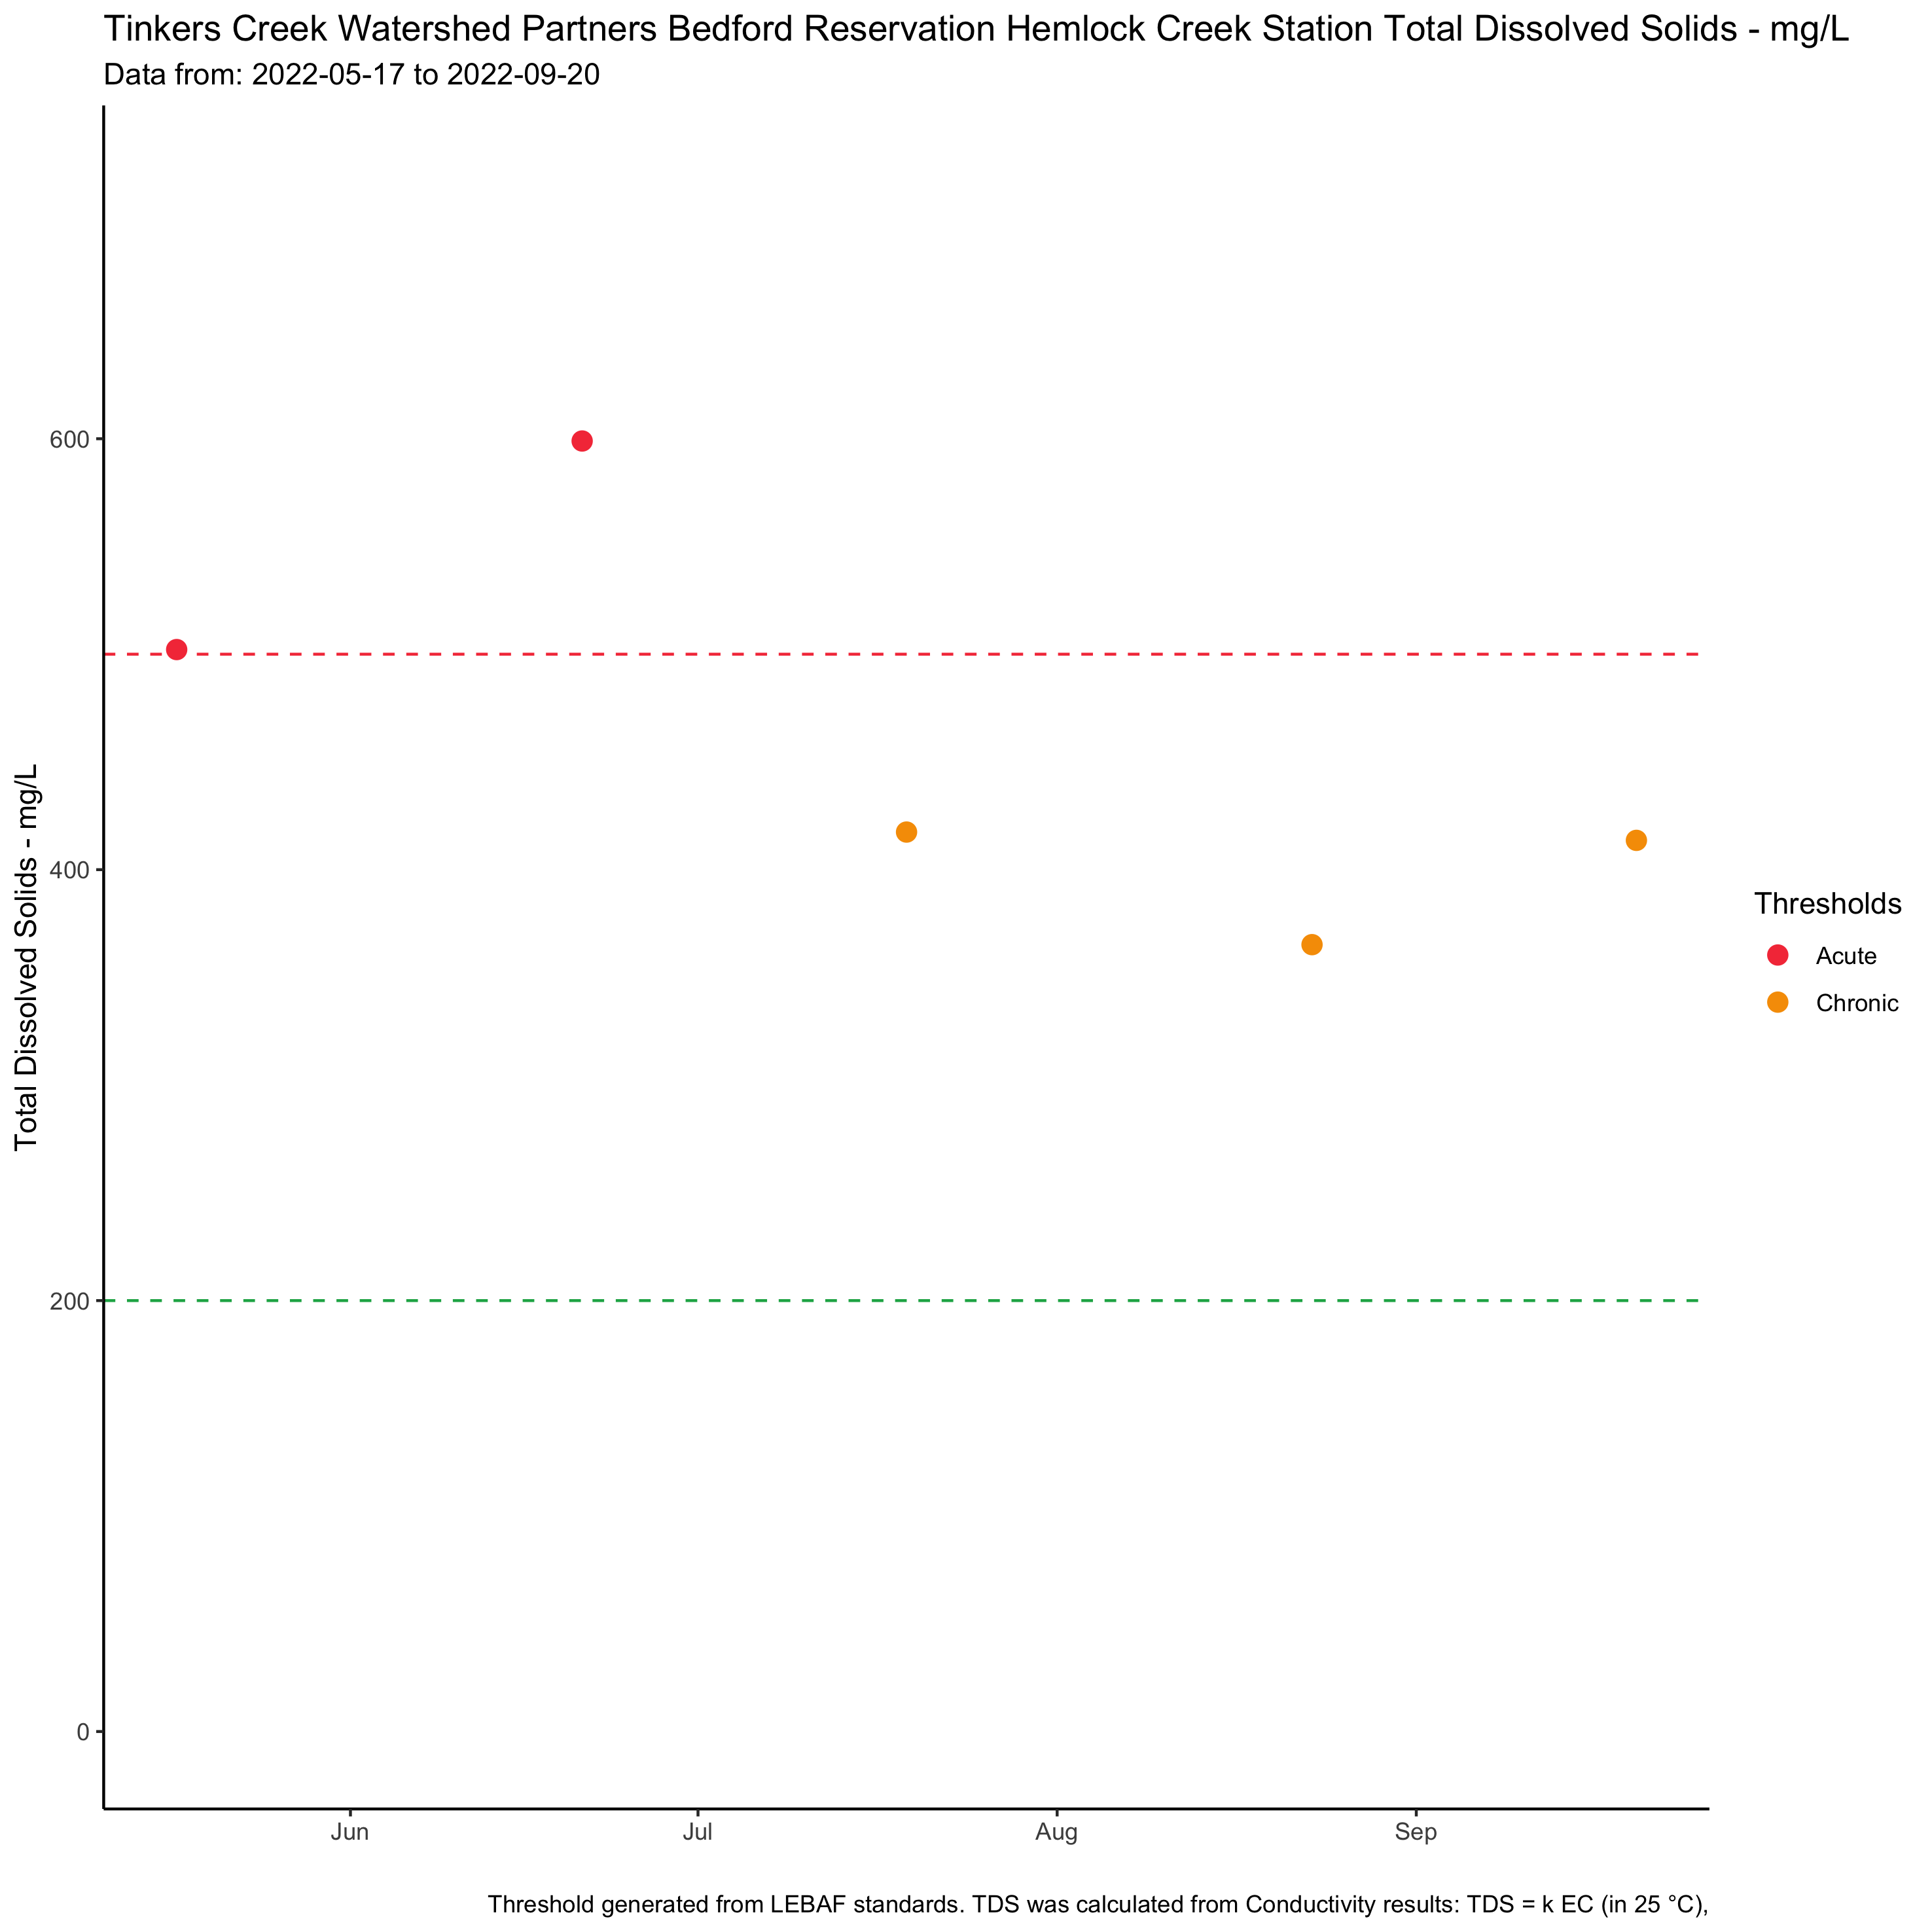 Tinkers Creek Watershed Partners Bedford Reservation Hemlock Creek Station Total Dissolved Solids - mg/L
Data from: 2022-05-17 to 2022-09-20
Total Dissolved Solids - mg/L
600
400
200
0
Jun Jul Aug Sep
Thresholds
Acute
Chronic
Threshold generated from LEBAF standards. TDS was calculated from Conductivity results: TDS = k EC (in 25 °C),